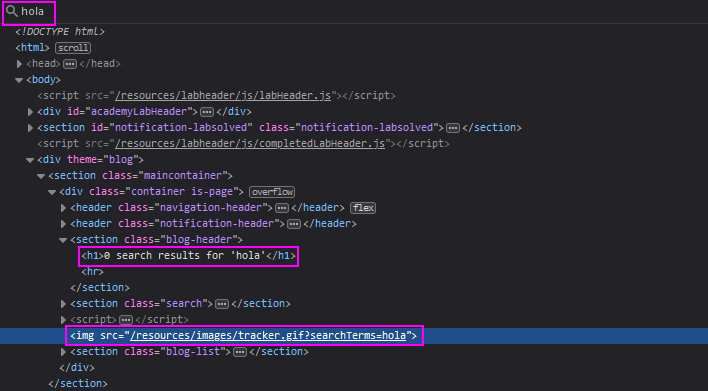 hola
<!DOCTYPE html>
<html> scroll
<head> ••• </head>
<body>
<script src="/resources/labheader/js/labHeader.js"></script>
<div id="academyLabHeader"> ••• </div>
<section id="notification-labsolved" class="notification-labsolved"> ••• </section>
<script src="/resources/labheader/js/completedLabHeader.js"></script>
<div theme="blog">
<section class="maincontainer">
<div class="container is-page"> overflow
<header class="navigation-header"> ••• </header> flex
<header class="notification-header"> ••• </header>
<section class="blog-header">
<h1>0 search results for 'hola'</h1>
<hr>
</section>
<section class="search"> ••• </section>
<script> ••• </script>
<img src="/resources/images/tracker.gif?searchTerms=hola">
<section class="blog-list"> ••• </section>
</div>
</section>